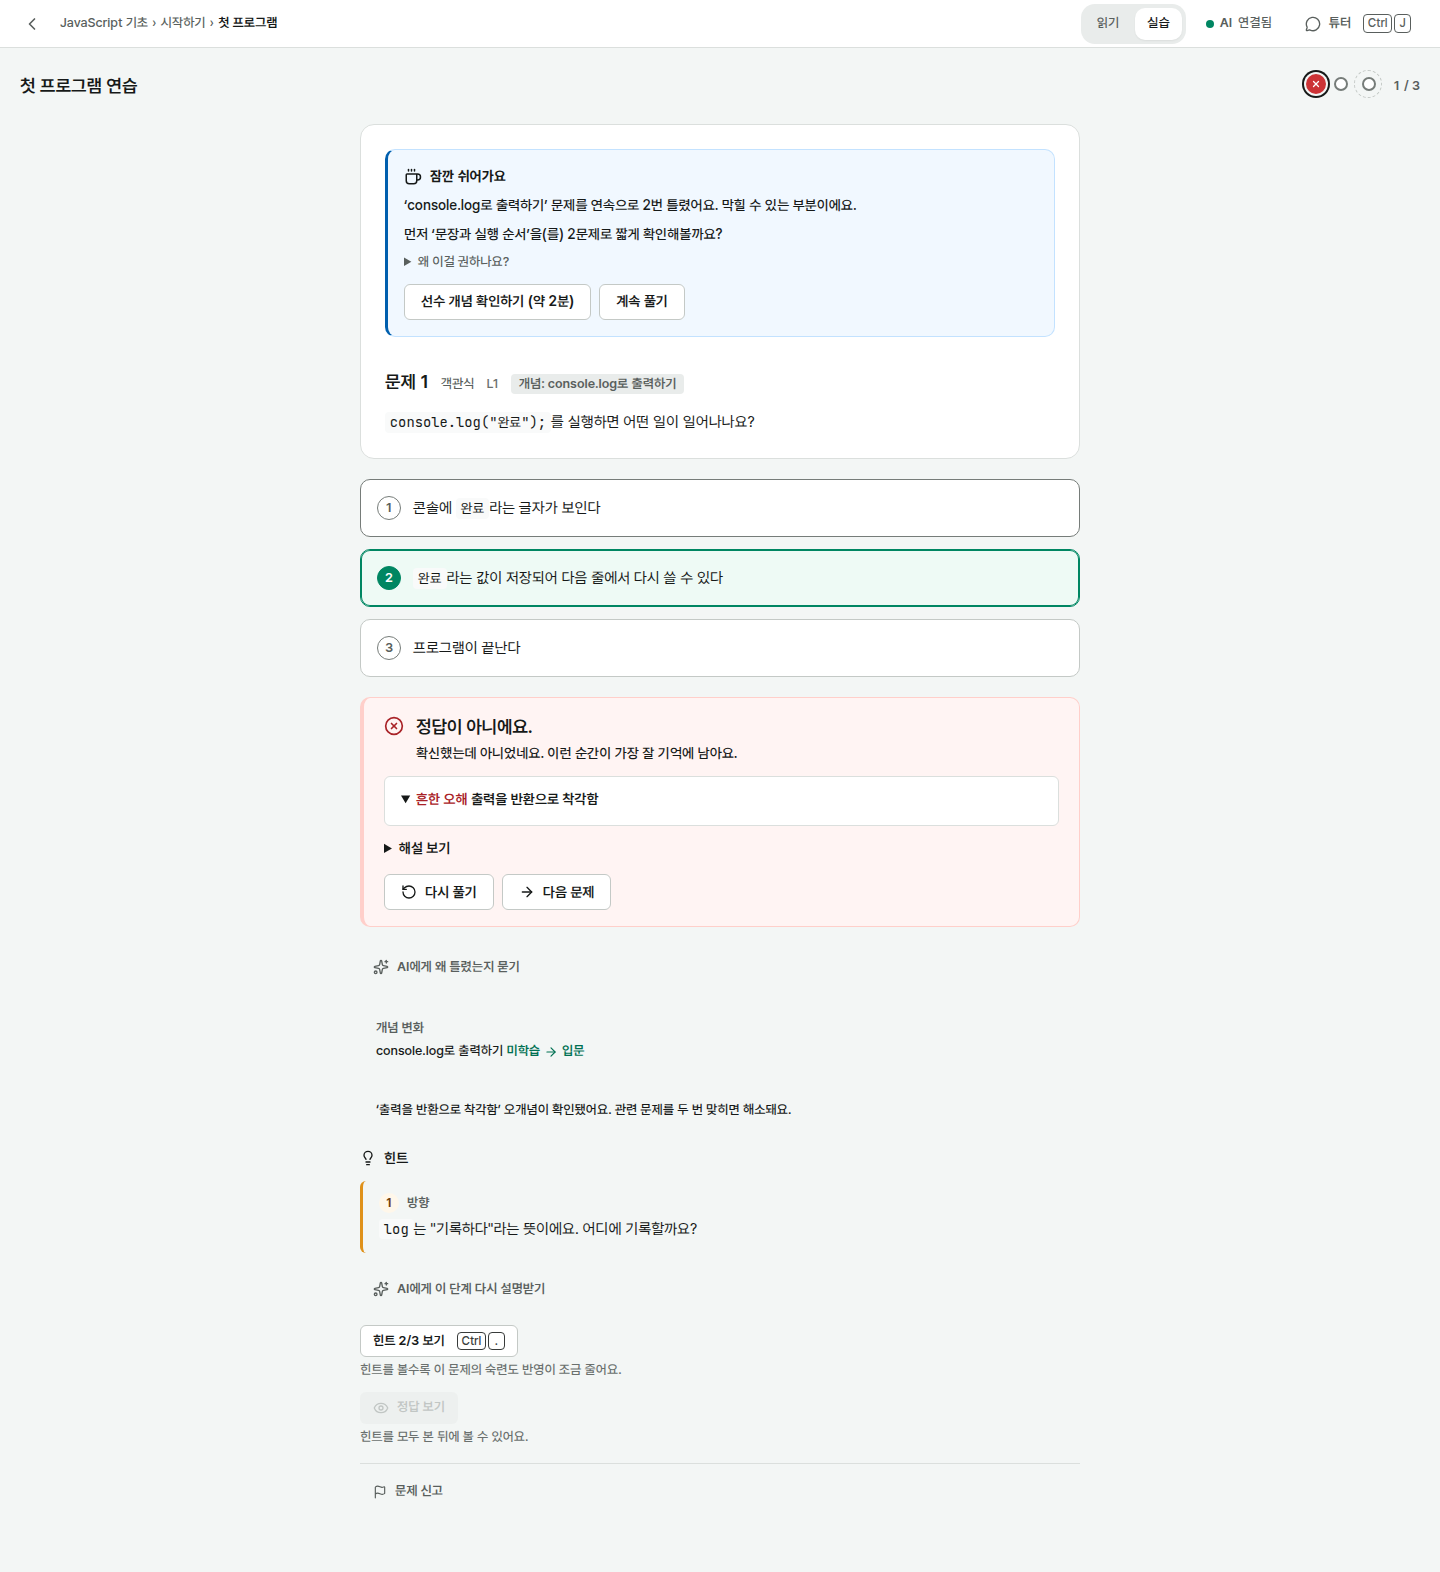 JavaScript 기초 › 시작하기 › 첫 프로그램
읽기 실습 AI 연결됨 튜터 Ctrl J
첫 프로그램 연습
1 / 3
잠깐 쉬어가요
‘console.log로 출력하기’ 문제를 연속으로 2번 틀렸어요. 막힐 수 있는 부분이에요.
먼저 ‘문장과 실행 순서’을(를) 2문제로 짧게 확인해볼까요?
왜 이걸 권하나요?
선수 개념 확인하기 (약 2분) 계속 풀기
문제 1 객관식 L1 개념: console.log로 출력하기
console.log("완료"); 를 실행하면 어떤 일이 일어나나요?
1 콘솔에 완료 라는 글자가 보인다
2 완료 라는 값이 저장되어 다음 줄에서 다시 쓸 수 있다
3 프로그램이 끝난다
정답이 아니에요.
확신했는데 아니었네요. 이런 순간이 가장 잘 기억에 남아요.
흔한 오해 출력을 반환으로 착각함
해설 보기
다시 풀기 다음 문제
AI에게 왜 틀렸는지 묻기
개념 변화
console.log로 출력하기 미학습 → 입문
‘출력을 반환으로 착각함’ 오개념이 확인됐어요. 관련 문제를 두 번 맞히면 해소돼요.
힌트
1 방향
log 는 "기록하다"라는 뜻이에요. 어디에 기록할까요?
AI에게 이 단계 다시 설명받기
힌트 2/3 보기 Ctrl .
힌트를 볼수록 이 문제의 숙련도 반영이 조금 줄어요.
정답 보기
힌트를 모두 본 뒤에 볼 수 있어요.
문제 신고